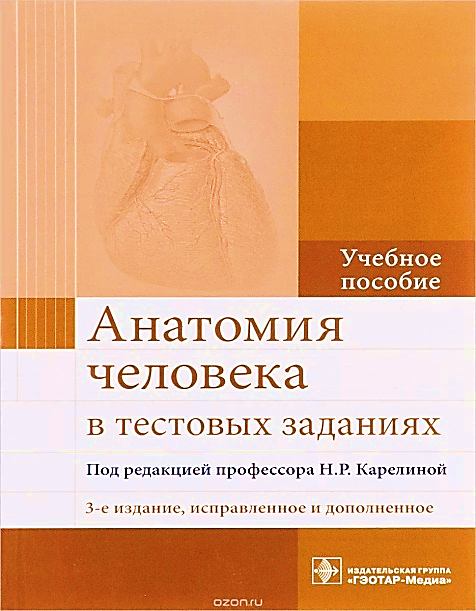 Учебное
пособие
Анатомия
человека
в тестовых заданиях
Под редакцией профессора Н.Р. Карелиной
3-е издание, исправленное и дополненное
ИЗДАТЕЛЬСКАЯ ГРУППА
«ГЭОТАР-Медиа»
ozon.ru